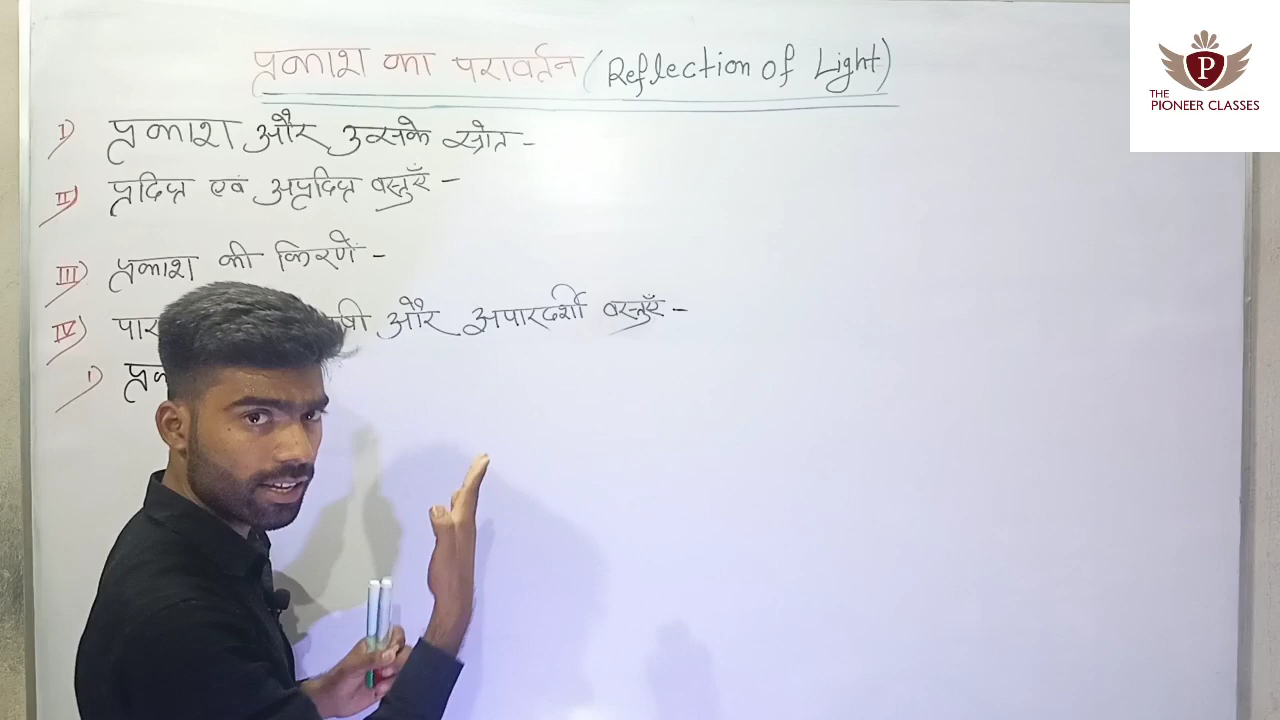 प्रकाश का परावर्तन (Reflection of Light)
I) प्रकाश और उसके स्रोत -
II) प्रदिप्त एवं अप्रदिप्त वस्तुएँ -
III) प्रकाश की किरणें -
IV) और अपारदर्शी वस्तुएँ -
1)
P
THE
PIONEER CLASSES